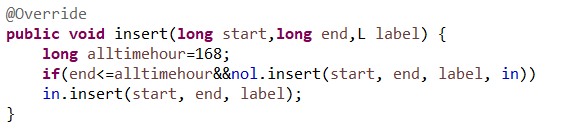 @Override
public void insert(long start,long end,L label) {
    long alltimehour=168;
    if(end<=alltimehour&&nol.insert(start, end, label, in))
    in.insert(start, end, label);
}